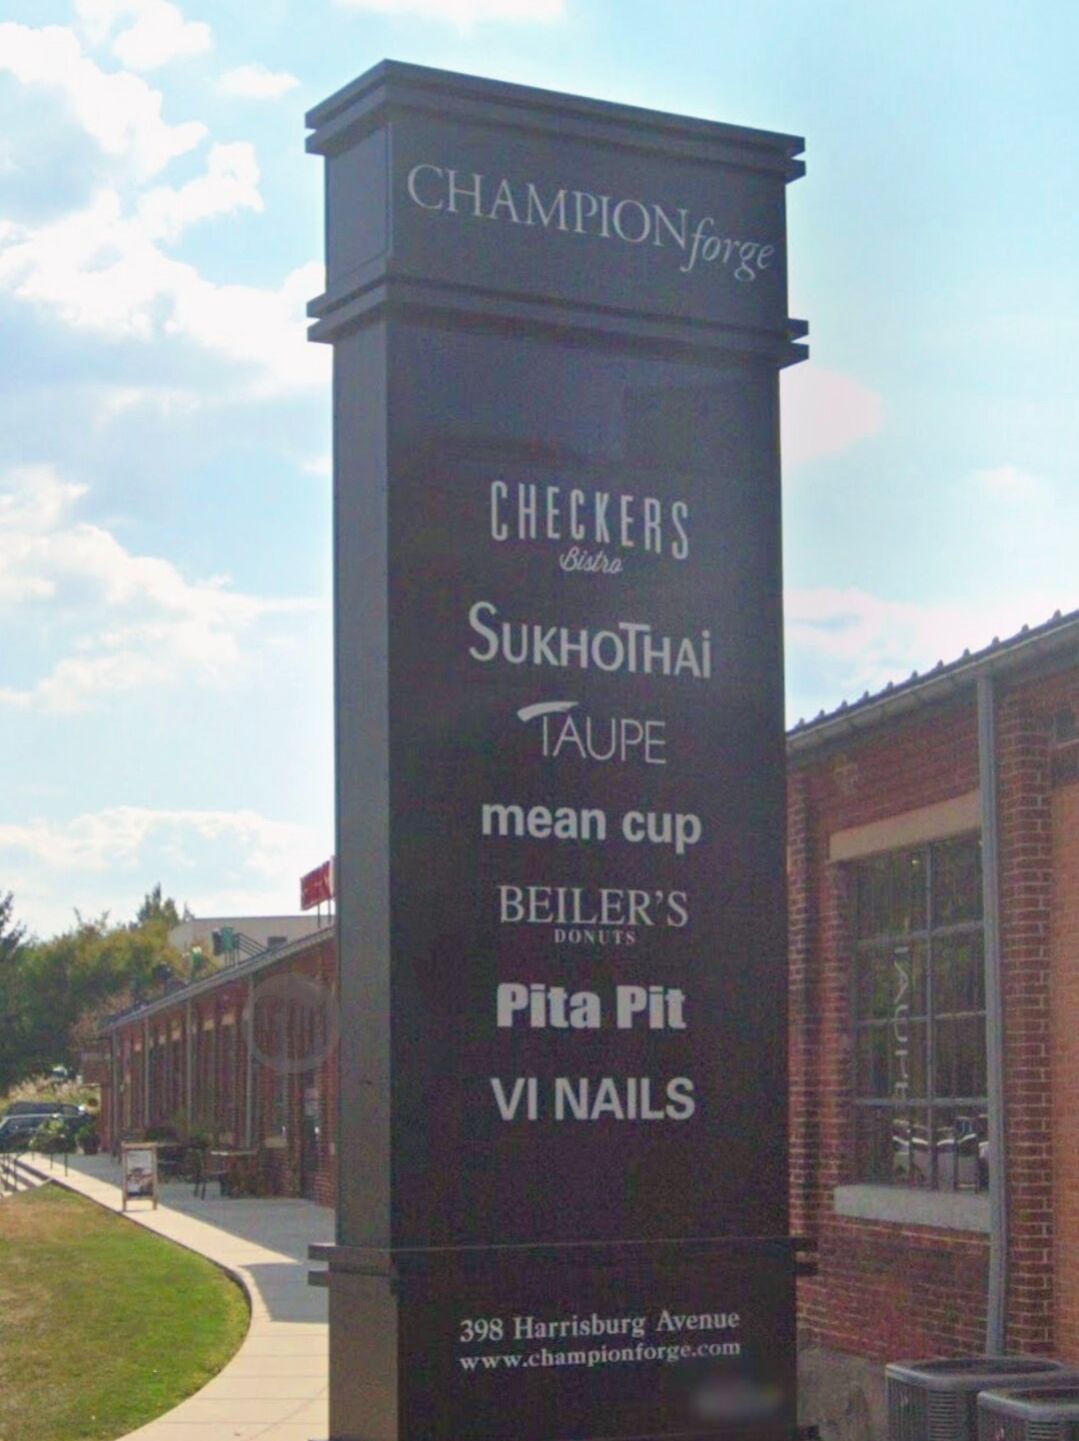 CHAMPIONforge
CHECKERS
Bistro
SUKHOTHAi
TAUPE
mean cup
BEILER'S
DONUTS
Pita Pit
VI NAILS
398 Harrisburg Avenue
www.championforge.com
TAUPE